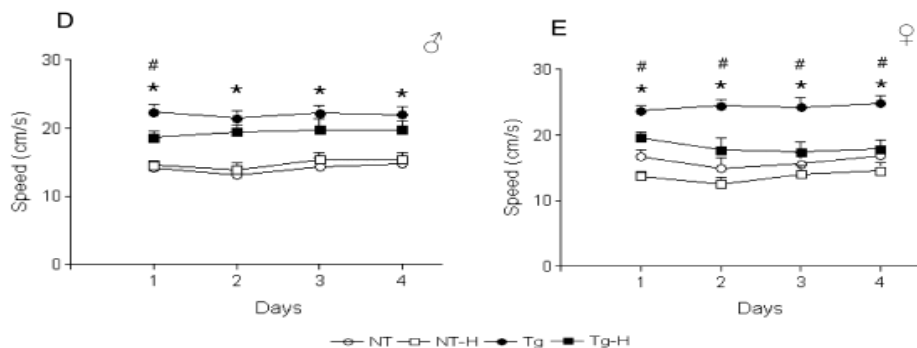 D
♂
30
20
10
0
Speed (cm/s)
# * * * *
1 2 3 4
Days
E
♀
30
20
10
0
Speed (cm/s)
# # # #
* * * *
1 2 3 4
Days
NT NT-H Tg Tg-H